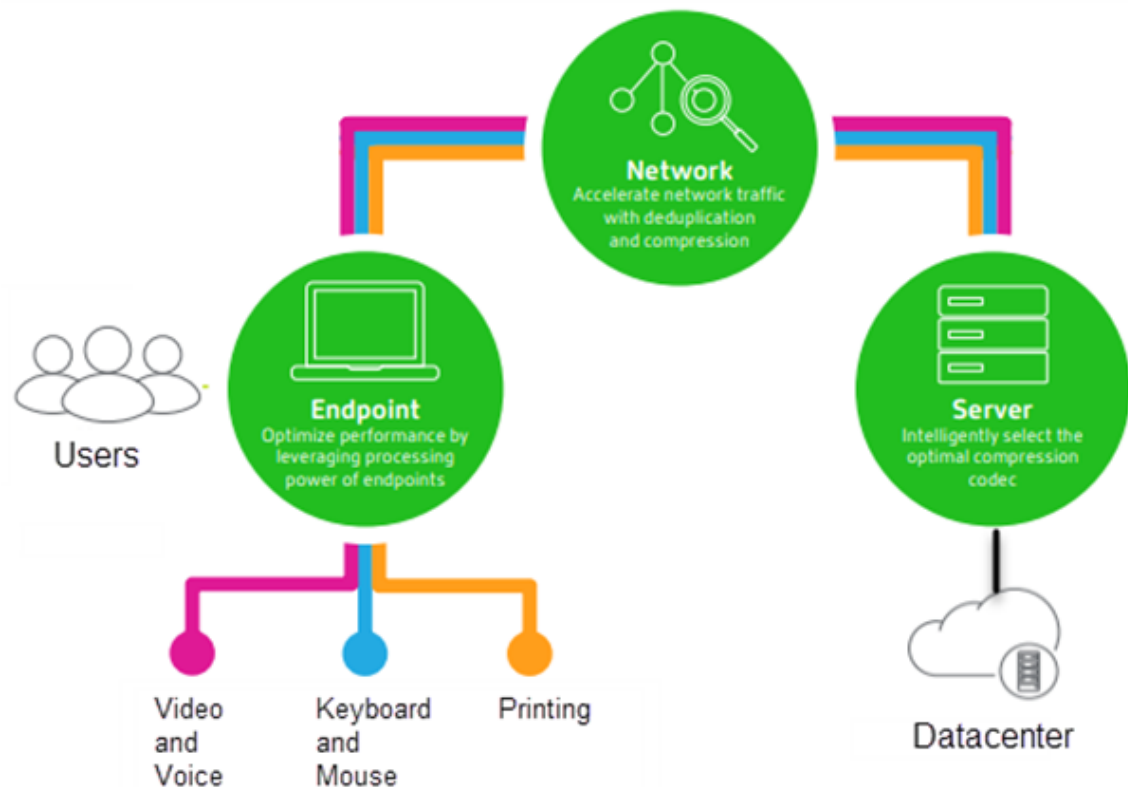 Network
Accelerate network traffic
with deduplication
and compression
Endpoint
Optimize performance by
leveraging processing
power of endpoints
Server
Intelligently select the
optimal compression
codec
Users
Video
and
Voice
Keyboard
and
Mouse
Printing
Datacenter